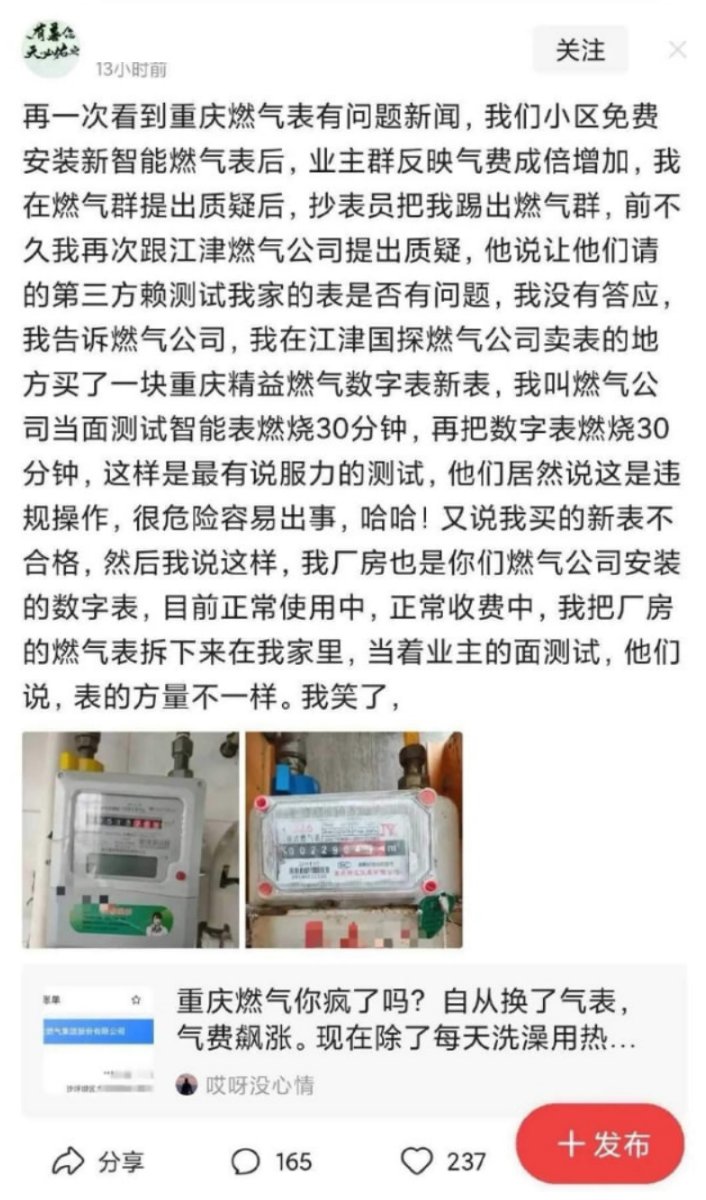 有善
天必佑
13小时前
关注
再一次看到重庆燃气表有问题新闻，我们小区免费
安装新智能燃气表后，业主群反映气费成倍增加，我
在燃气群提出质疑后，抄表员把我踢出燃气群，前不
久我再次跟江津燃气公司提出质疑，他说让他们请
的第三方赖测试我家的表是否有问题，我没有答应，
我告诉燃气公司，我在江津国探燃气公司卖表的地
方买了一块重庆精益燃气数字表新表，我叫燃气公
司当面测试智能表燃烧30分钟，再把数字表燃烧30
分钟，这样是最有说服力的测试，他们居然说这是违
规操作，很危险容易出事，哈哈！又说我买的新表不
合格，然后我说这样，我厂房也是你们燃气公司安装
的数字表，目前正常使用中，正常收费中，我把厂房
的燃气表拆下来在我家里，当着业主的面测试，他们
说，表的方量不一样。我笑了，
JY
m³
燃气集团股份有限公司
重庆燃气你疯了吗？自从换了气表，
气费飙涨。现在除了每天洗澡用热...
哎呀没心情
分享
165
237
十发布